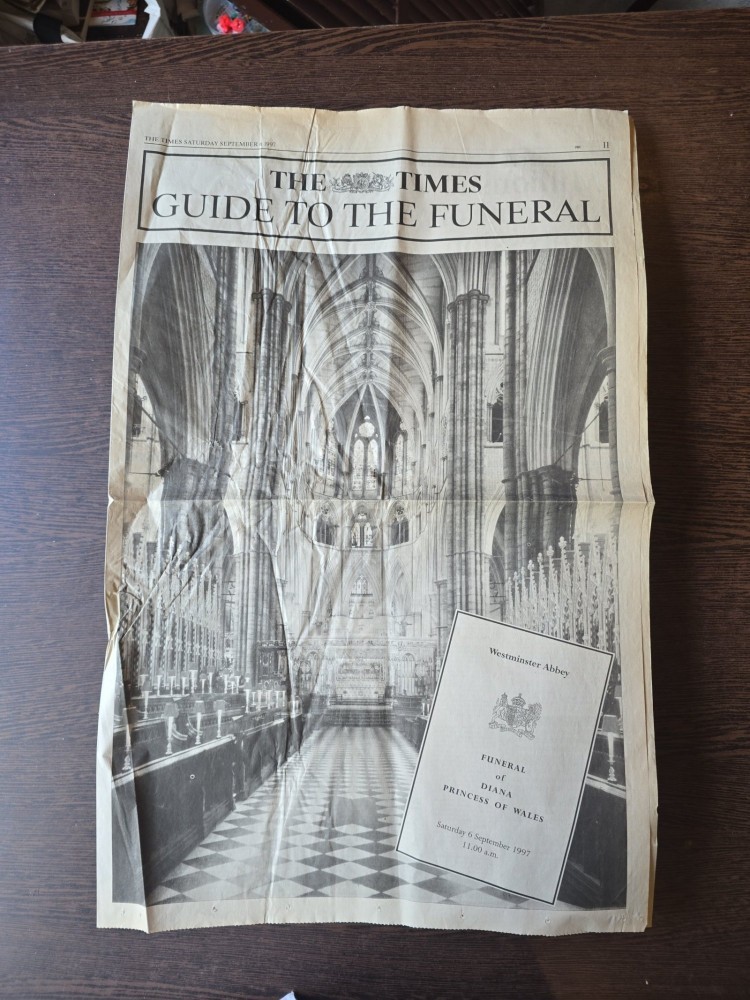 THE TIMES SATURDAY SEPTEMBER 6 1997
11
THE TIMES
GUIDE TO THE FUNERAL
Westminster Abbey
FUNERAL
of
DIANA
PRINCESS OF WALES
Saturday 6 September 1997
11.00 a.m.